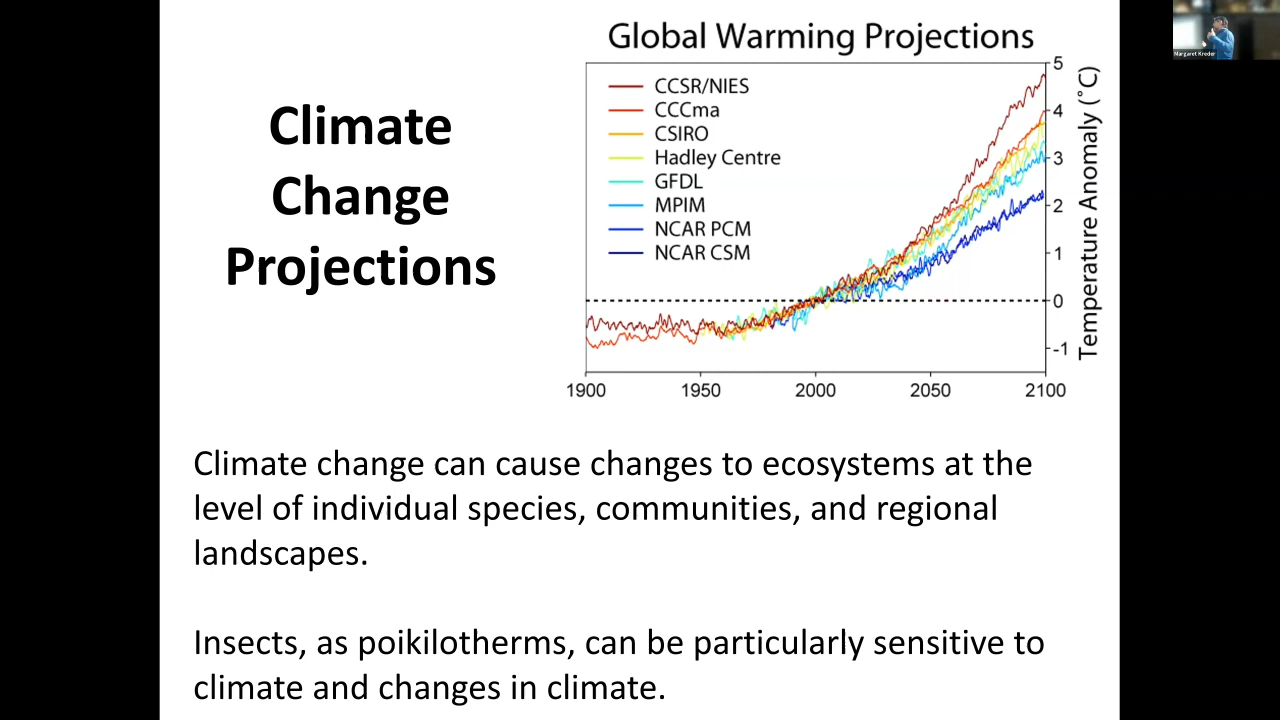 Global Warming Projections
Climate
Change
Projections
CCSR/NIES
CCCma
CSIRO
Hadley Centre
GFDL
MPIM
NCAR PCM
NCAR CSM
5
4
3
2
1
0
-1
Temperature Anomaly (˚C)
1900
1950
2000
2050
2100
Climate change can cause changes to ecosystems at the
level of individual species, communities, and regional
landscapes.
Insects, as poikilotherms, can be particularly sensitive to
climate and changes in climate.
Margaret Kreder